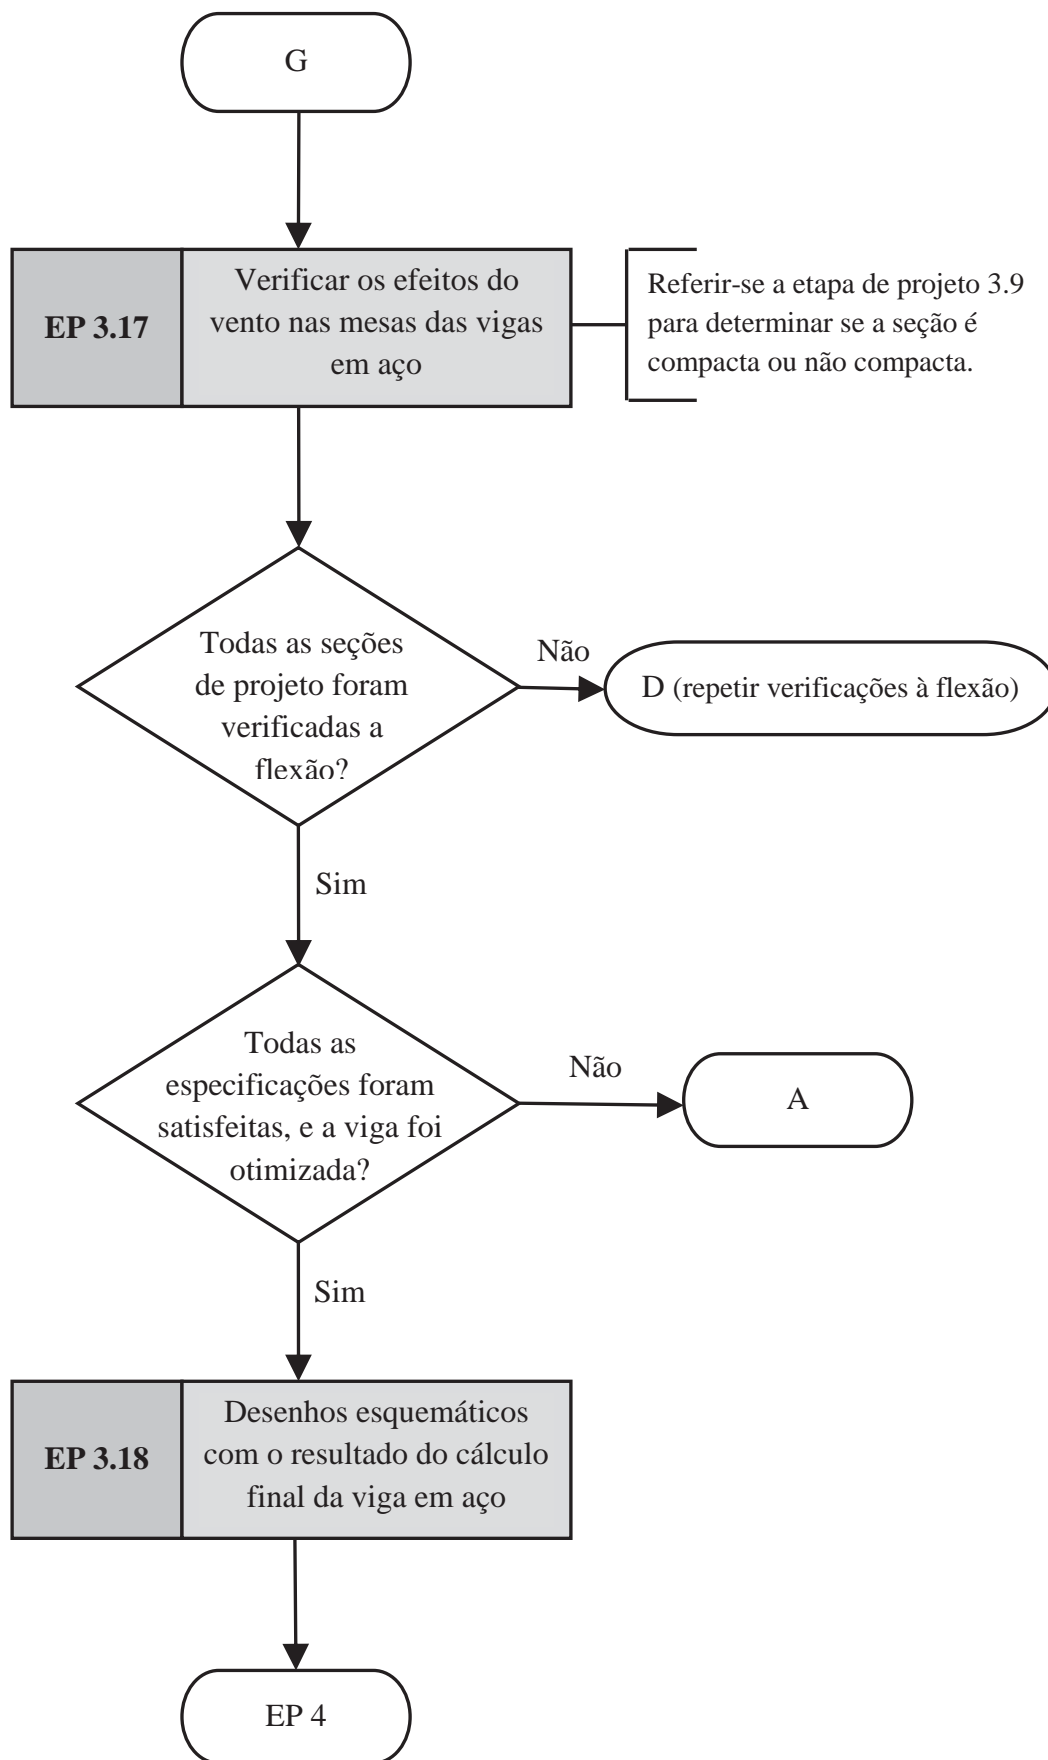 G
EP 3.17
Verificar os efeitos do
vento nas mesas das vigas
em aço
Referir-se a etapa de projeto 3.9
para determinar se a seção é
compacta ou não compacta.
Todas as seções
de projeto foram
verificadas a
flexão?
Não
D (repetir verificações à flexão)
Sim
Todas as
especificações foram
satisfeitas, e a viga foi
otimizada?
Não
A
Sim
EP 3.18
Desenhos esquemáticos
com o resultado do cálculo
final da viga em aço
EP 4